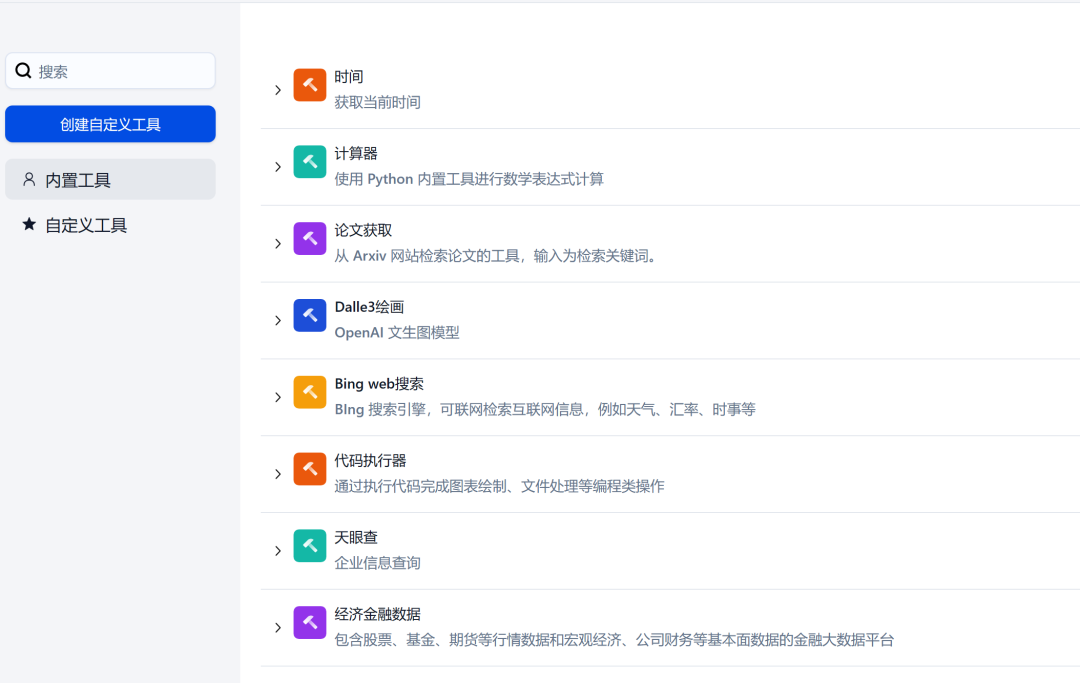 搜索
创建自定义工具
内置工具
自定义工具
时间
获取当前时间
计算器
使用 Python 内置工具进行数学表达式计算
论文获取
从 Arxiv 网站检索论文的工具，输入为检索关键词。
Dalle3绘画
OpenAI 文生图模型
Bing web搜索
BIng 搜索引擎，可联网检索互联网信息，例如天气、汇率、时事等
代码执行器
通过执行代码完成图表绘制、文件处理等编程类操作
天眼查
企业信息查询
经济金融数据
包含股票、基金、期货等行情数据和宏观经济、公司财务等基本面数据的金融大数据平台